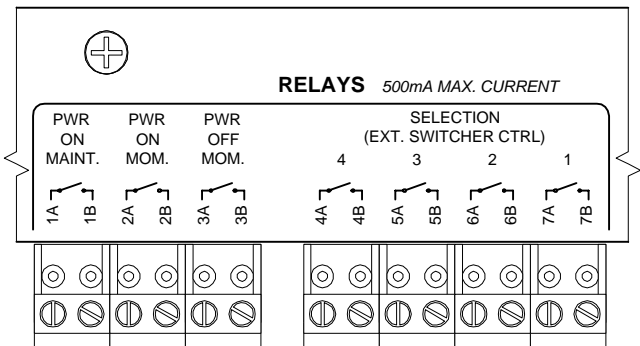 RELAYS 500mA MAX. CURRENT
PWR ON MAINT.
PWR ON MOM.
PWR OFF MOM.
SELECTION
(EXT. SWITCHER CTRL)
4 3 2 1
1A 1B 2A 2B 3A 3B 4A 4B 5A 5B 6A 6B 7A 7B